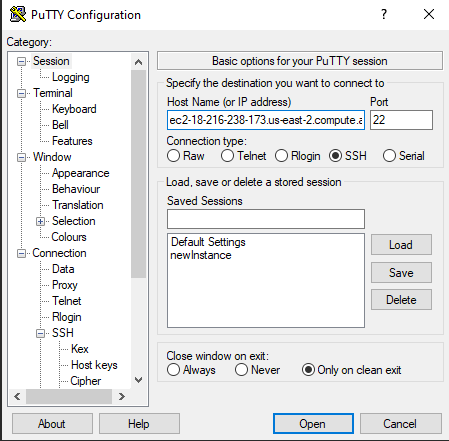 PuTTY Configuration
?
Category:
Session
Logging
Terminal
Keyboard
Bell
Features
Window
Appearance
Behaviour
Translation
Selection
Colours
Connection
Data
Proxy
Telnet
Rlogin
SSH
Kex
Host keys
Cipher
Basic options for your PuTTY session
Specify the destination you want to connect to
Host Name (or IP address) Port
ec2-18-216-238-173.us-east-2.compute.a 22
Connection type:
Raw Telnet Rlogin SSH Serial
Load, save or delete a stored session
Saved Sessions
Default Settings
newInstance
Load
Save
Delete
Close window on exit:
Always Never Only on clean exit
About Help Open Cancel